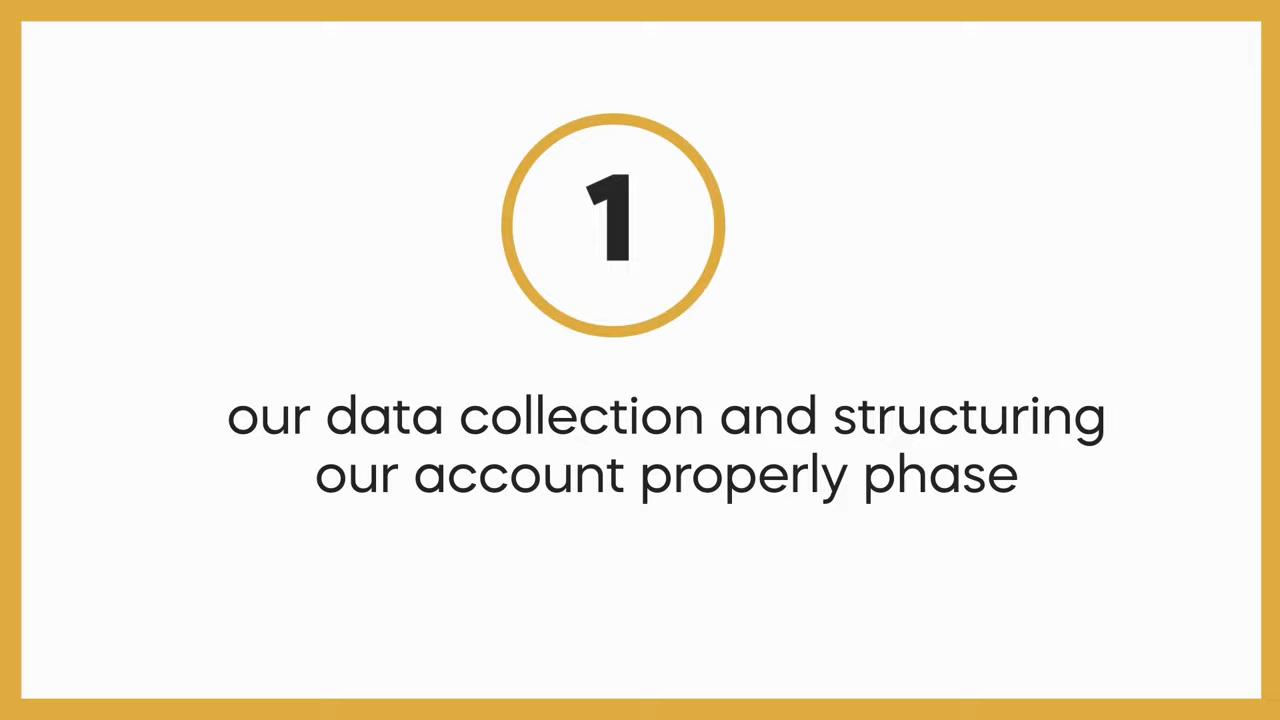 1
our data collection and structuring
our account properly phase